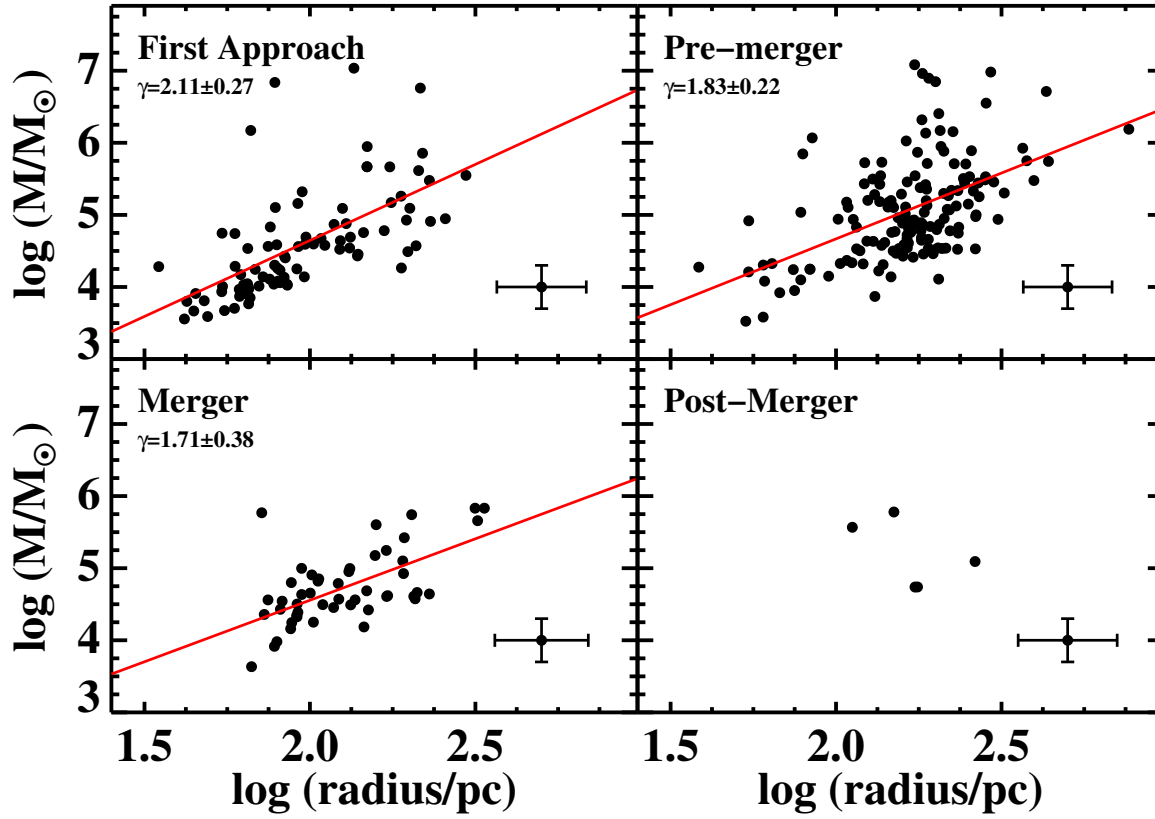 First Approach
γ=2.11±0.27
Pre−merger
γ=1.83±0.22
7
6
5
4
3
log (M/M⊙)
Merger
γ=1.71±0.38
Post−Merger
7
6
5
4
3
log (M/M⊙)
1.5 2.0 2.5 1.5 2.0 2.5
log (radius/pc) log (radius/pc)